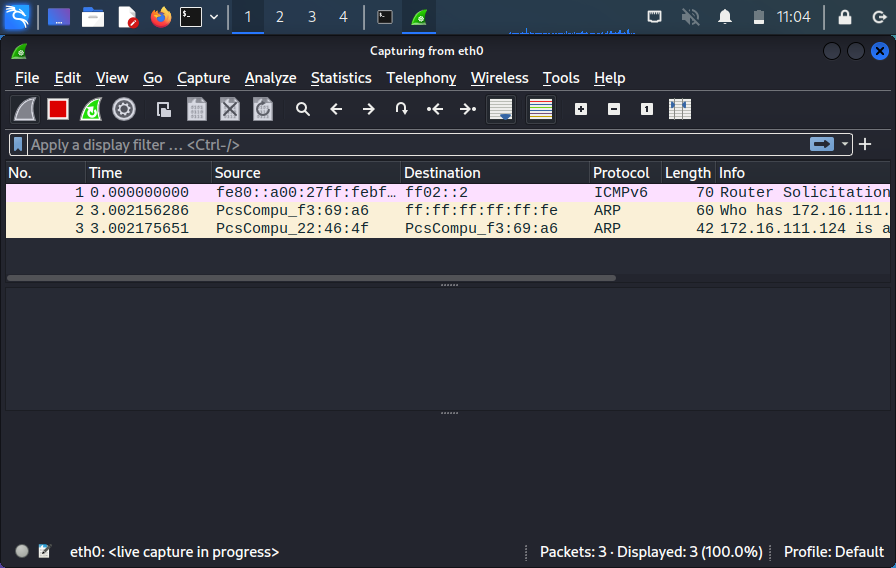 1 2 3 4 11:04
Capturing from eth0
File Edit View Go Capture Analyze Statistics Telephony Wireless Tools Help
Apply a display filter … <Ctrl-/>
No. Time Source Destination Protocol Length Info
1 0.000000000 fe80::a00:27ff:febf… ff02::2 ICMPv6 70 Router Solicitation
2 3.002156286 PcsCompu_f3:69:a6 ff:ff:ff:ff:ff:fe ARP 60 Who has 172.16.111.
3 3.002175651 PcsCompu_22:46:4f PcsCompu_f3:69:a6 ARP 42 172.16.111.124 is a
eth0: <live capture in progress> Packets: 3 · Displayed: 3 (100.0%) Profile: Default